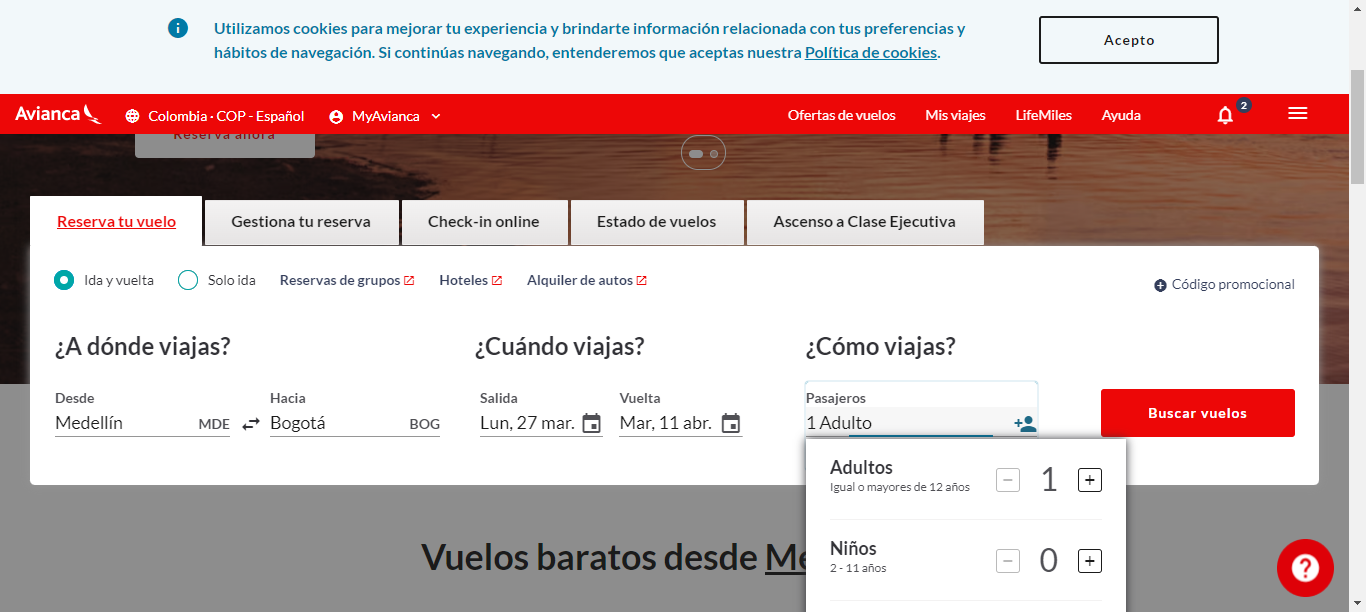 Utilizamos cookies para mejorar tu experiencia y brindarte información relacionada con tus preferencias y
hábitos de navegación. Si continúas navegando, entenderemos que aceptas nuestra Política de cookies.
Acepto
Avianca
Colombia · COP - Español
MyAvianca
Ofertas de vuelos
Mis viajes
LifeMiles
Ayuda
2
Reserva ahora
Reserva tu vuelo
Gestiona tu reserva
Check-in online
Estado de vuelos
Ascenso a Clase Ejecutiva
Ida y vuelta
Solo ida
Reservas de grupos
Hoteles
Alquiler de autos
Código promocional
¿A dónde viajas?
¿Cuándo viajas?
¿Cómo viajas?
Desde
Hacia
Salida
Vuelta
Pasajeros
Medellín MDE
Bogotá BOG
Lun, 27 mar.
Mar, 11 abr.
1 Adulto
Buscar vuelos
Adultos
Igual o mayores de 12 años
− 1 +
Niños
2 - 11 años
− 0 +
Vuelos baratos desde
?